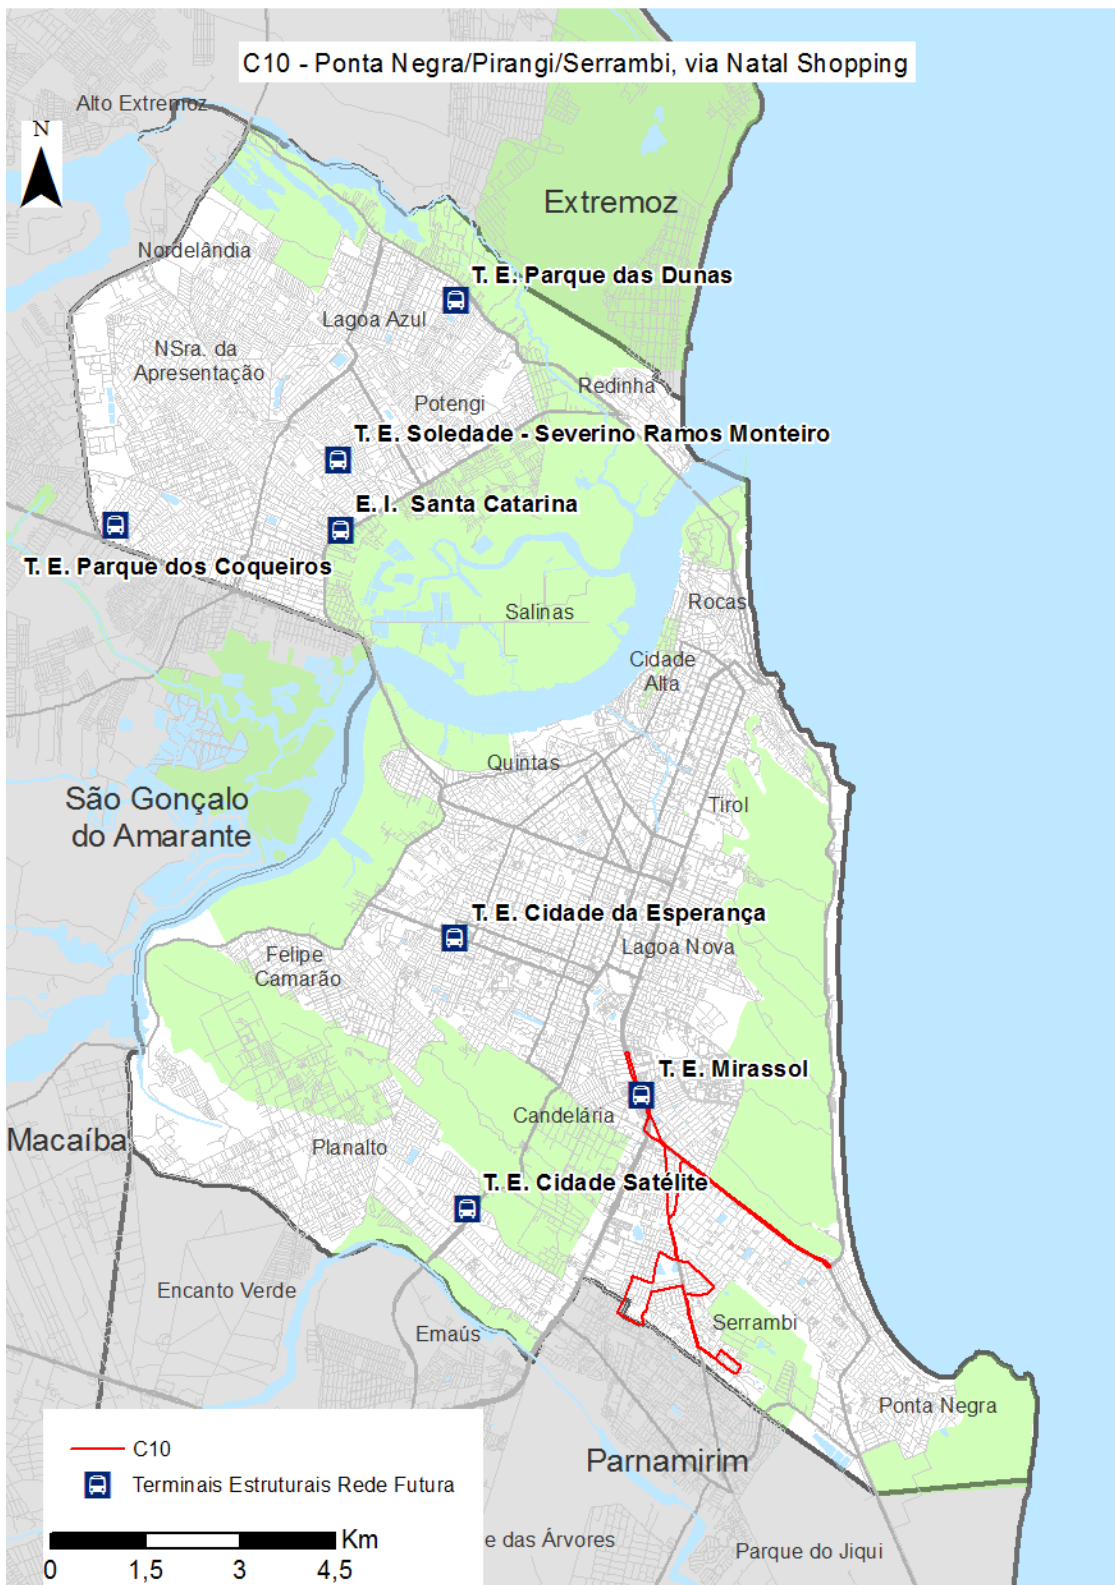 C10 - Ponta Negra/Pirangi/Serrambi, via Natal Shopping
Alto Extremoz
N
Extremoz
Nordelândia
T. E. Parque das Dunas
Lagoa Azul
NSra. da
Apresentação
Redinha
Potengi
T. E. Soledade - Severino Ramos Monteiro
E. I. Santa Catarina
T. E. Parque dos Coqueiros
Salinas
Rocas
Cidade
Alta
Quintas
São Gonçalo
do Amarante
Tirol
T. E. Cidade da Esperança
Lagoa Nova
Felipe
Camarão
T. E. Mirassol
Candelária
Macaíba
Planalto
T. E. Cidade Satélite
Encanto Verde
Emaús
Serrambi
Ponta Negra
Parnamirim
C10
Terminais Estruturais Rede Futura
Km
0 1,5 3 4,5
e das Árvores
Parque do Jiqui